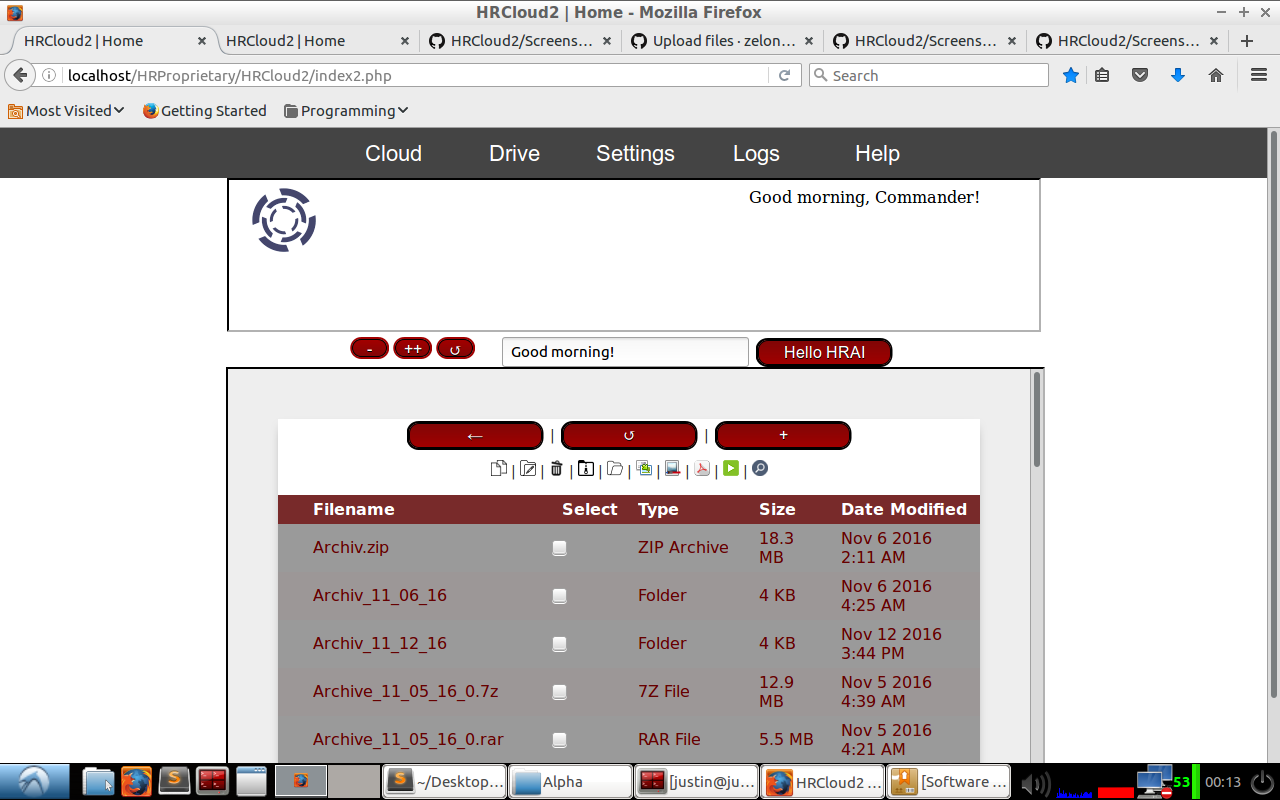 HRCloud2 | Home - Mozilla Firefox
HRCloud2 | Home HRCloud2 | Home HRCloud2/Screens... Upload files · zelon... HRCloud2/Screens... HRCloud2/Screens...
localhost/HRProprietary/HRCloud2/index2.php Search
Most Visited Getting Started Programming
Cloud Drive Settings Logs Help
Good morning, Commander!
- ++ ↺ Good morning! Hello HRAI
← | ↺ | +
| | | | | | | | |
Filename Select Type Size Date Modified
Archiv.zip ZIP Archive 18.3 MB Nov 6 2016 2:11 AM
Archiv_11_06_16 Folder 4 KB Nov 6 2016 4:25 AM
Archiv_11_12_16 Folder 4 KB Nov 12 2016 3:44 PM
Archive_11_05_16_0.7z 7Z File 12.9 MB Nov 5 2016 4:39 AM
Archive_11_05_16_0.rar RAR File 5.5 MB Nov 5 2016 4:21 AM
~/Desktop... Alpha [justin@ju... HRCloud2 ... [Software ... 53 00:13